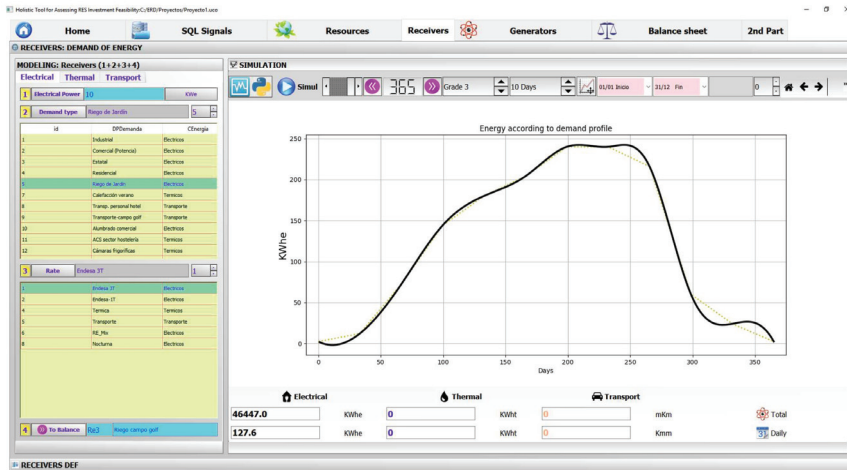 Holistic Tool for Assessing RES Investment Feasibility:C/ERD/Proyectos/Proyecto1.uce
Home SQL Signals Resources Receivers Generators Balance sheet 2nd Part
RECEIVERS: DEMAND OF ENERGY
MODELING: Receivers (1+2+3+4)
Electrical Thermal Transport
1 Electrical Power 10 KWe
2 Demand type Riego de Jardín 5
id DPDemanda CEnergia
1 Industrial Electricos
2 Comercial (Potencia) Electricos
3 Estatal Electricos
4 Residencial Electricos
5 Riego de Jardín Electricos
7 Calefacción verano Termicos
8 Transp. personal hotel Transporte
9 Transporte campo golf Transporte
10 Alumbrado comercial Electricos
11 ACS sector hostelería Termicos
12 Cámaras frigoríficas Termicos
3 Rate Endesa 3T 1
1 Endesa 3T Electricos
2 Endesa-1T Electricos
4 Termica Termicos
5 Transporte Transporte
6 RE_Mix Electricos
8 Nocturna Electricos
4 To Balance Re3 Riego campo golf
SIMULATION
Simul 365 Grade 3 10 Days 01/01 Inicio 31/12 Fin 0
Energy according to demand profile
KWhe
250
200
150
100
50
0
0 50 100 150 200 250 300 350
Days
Electrical Thermal Transport
46447.0 KWhe 0 KWht 0 mKm Total
127.6 KWhe 0 KWht 0 Kmm 31 Daily
RECEIVERS DEF